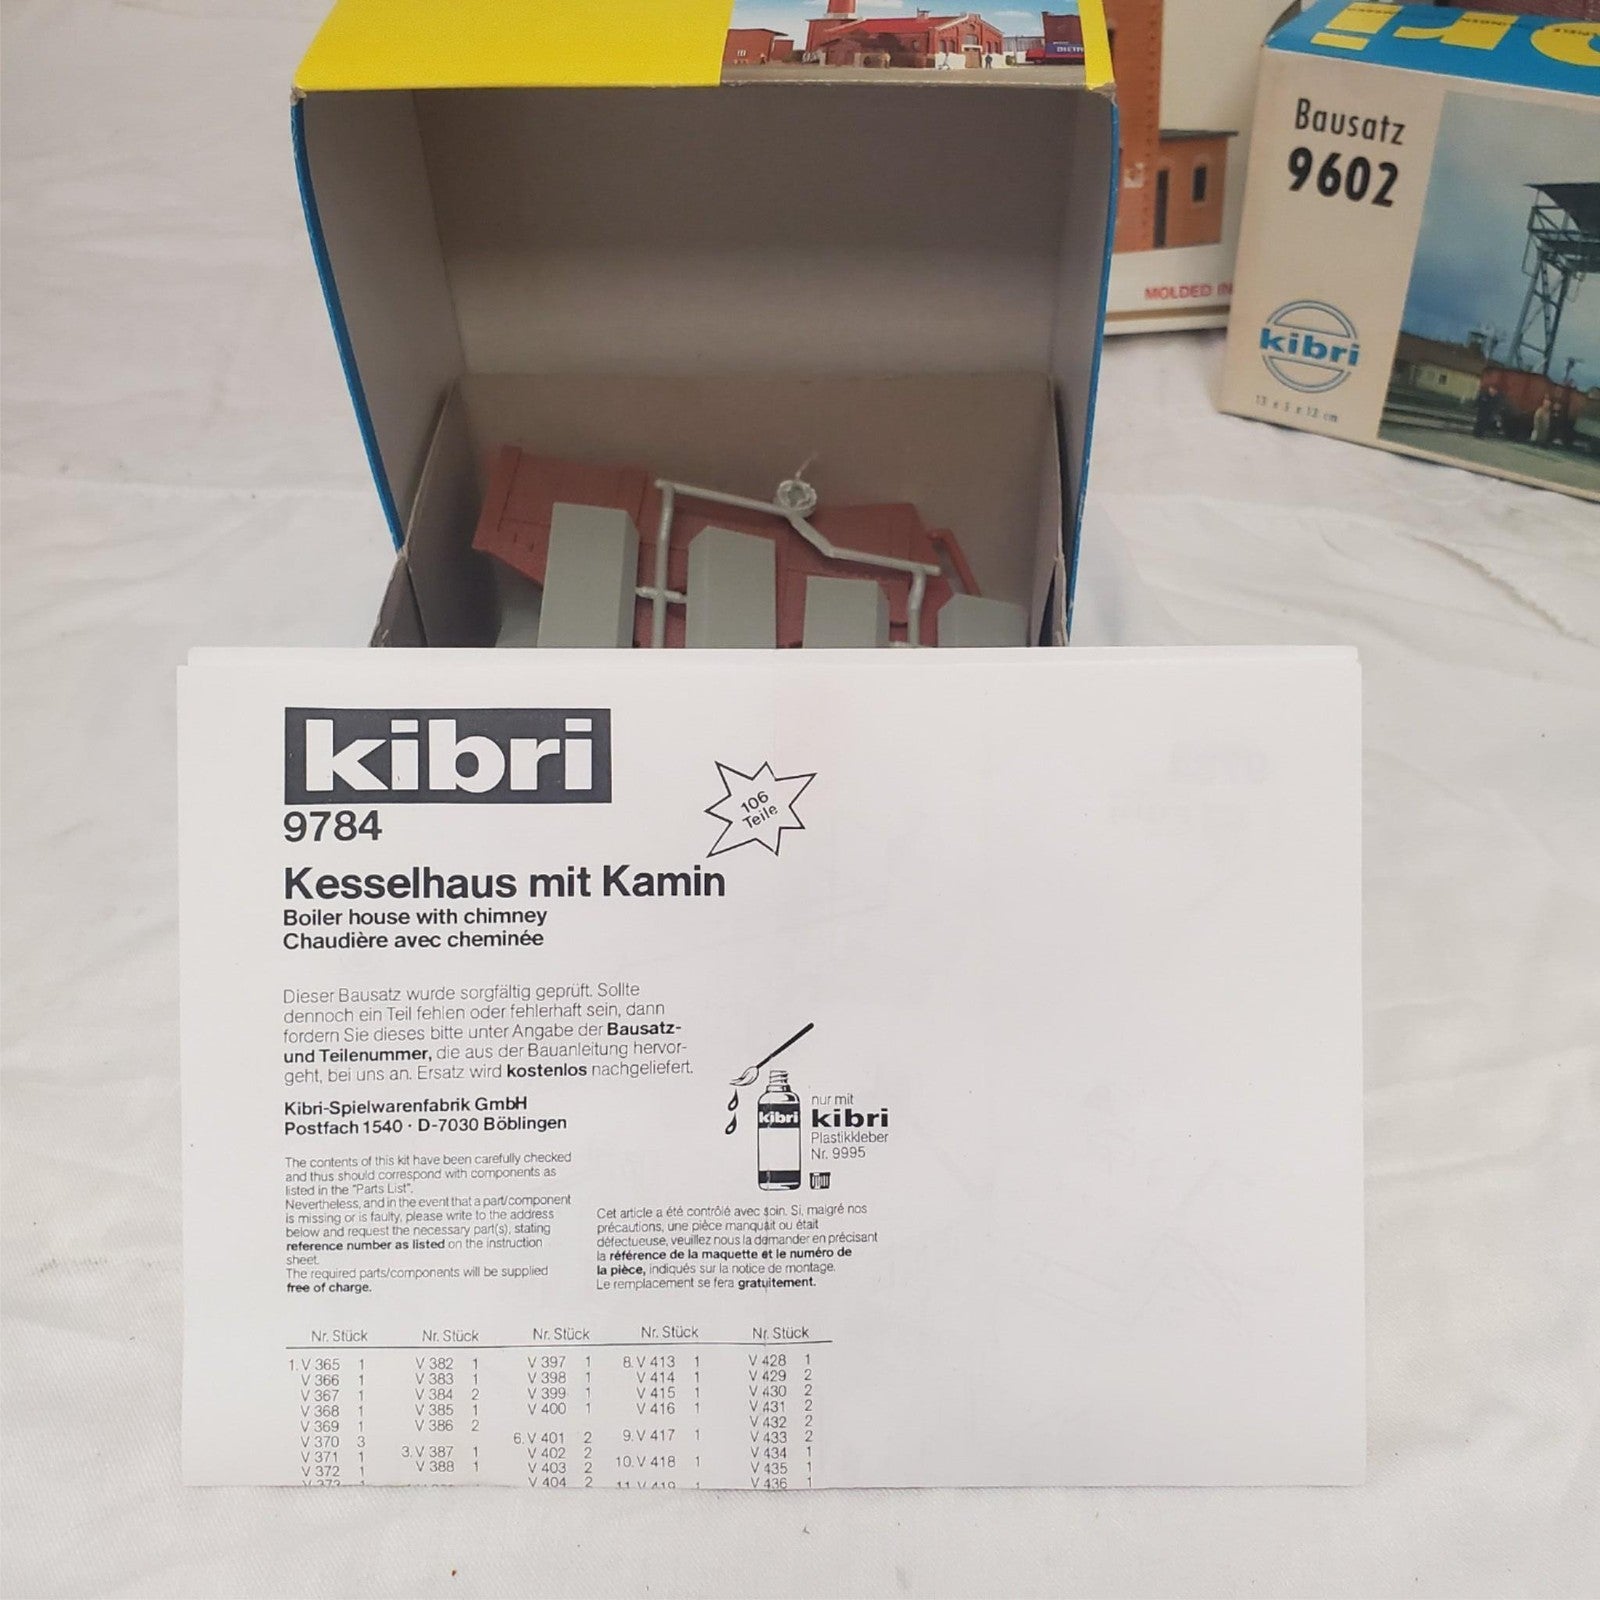 Bausatz
9602
kibri
MOLDED IN
kibri
9784
106
Teile
Kesselhaus mit Kamin
Boiler house with chimney
Chaudière avec cheminée
Dieser Bausatz wurde sorgfältig geprüft. Sollte
dennoch ein Teil fehlen oder fehlerhaft sein, dann
fordern Sie dieses bitte unter Angabe der Bausatz-
und Teilenummer, die aus der Bauanleitung hervor-
geht, bei uns an. Ersatz wird kostenlos nachgeliefert.
Kibri-Spielwarenfabrik GmbH
Postfach 1540 · D-7030 Böblingen
kibri
nur mit
kibri
Plastikkleber
Nr. 9995
The contents of this kit have been carefully checked
and thus should correspond with components as
listed in the "Parts List".
Nevertheless, and in the event that a part/component
is missing or is faulty, please write to the address
below and request the necessary part(s), stating
reference number as listed on the instruction
sheet.
The required parts/components will be supplied
free of charge.
Cet article a été contrôlé avec soin. Si, malgré nos
précautions, une pièce manquait ou était
défectueuse, veuillez nous la demander en précisant
la référence de la maquette et le numéro de
la pièce, indiqués sur la notice de montage.
Le remplacement se fera gratuitement.
Nr. Stück Nr. Stück Nr. Stück Nr. Stück Nr. Stück
1. V 365 1 V 382 1 V 397 1 8. V 413 1 V 428 1
V 366 1 V 383 1 V 398 1 V 414 1 V 429 2
V 367 1 V 384 2 V 399 1 V 415 1 V 430 2
V 368 1 V 385 1 V 400 1 V 416 1 V 431 2
V 369 1 V 386 2 V 432 2
V 370 3 6. V 401 2 9. V 417 1 V 433 2
V 371 1 3. V 387 1 V 402 2 V 434 1
V 372 1 V 388 1 V 403 2 10. V 418 1 V 435 1
V 373 V 404 2 11. V 419 1 V 436 1